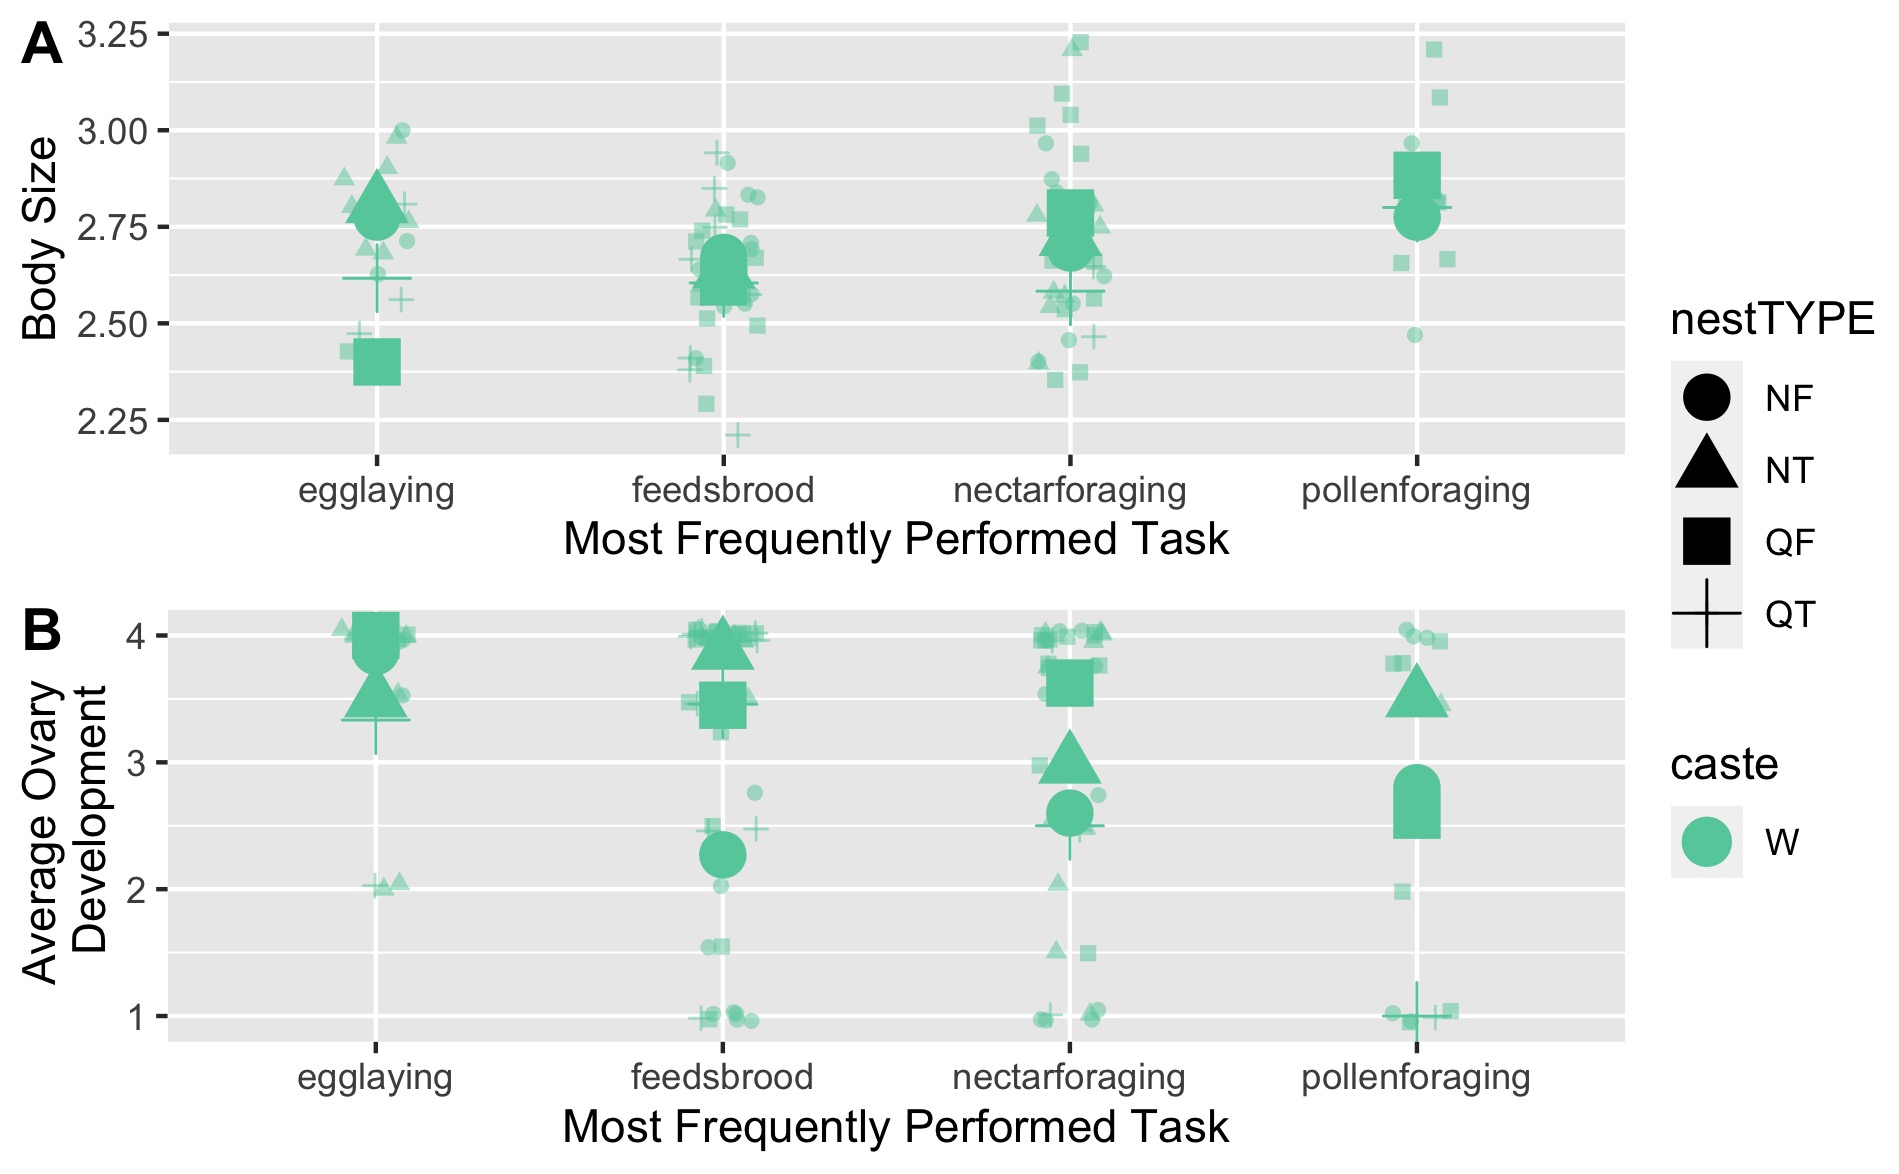 A
3.25
3.00
2.75
2.50
2.25
Body Size
egglaying
feedsbrood
nectarforaging
pollenforaging
Most Frequently Performed Task
B
4
3
2
1
Average Ovary
Development
egglaying
feedsbrood
nectarforaging
pollenforaging
Most Frequently Performed Task
nestTYPE
NF
NT
QF
QT
caste
W